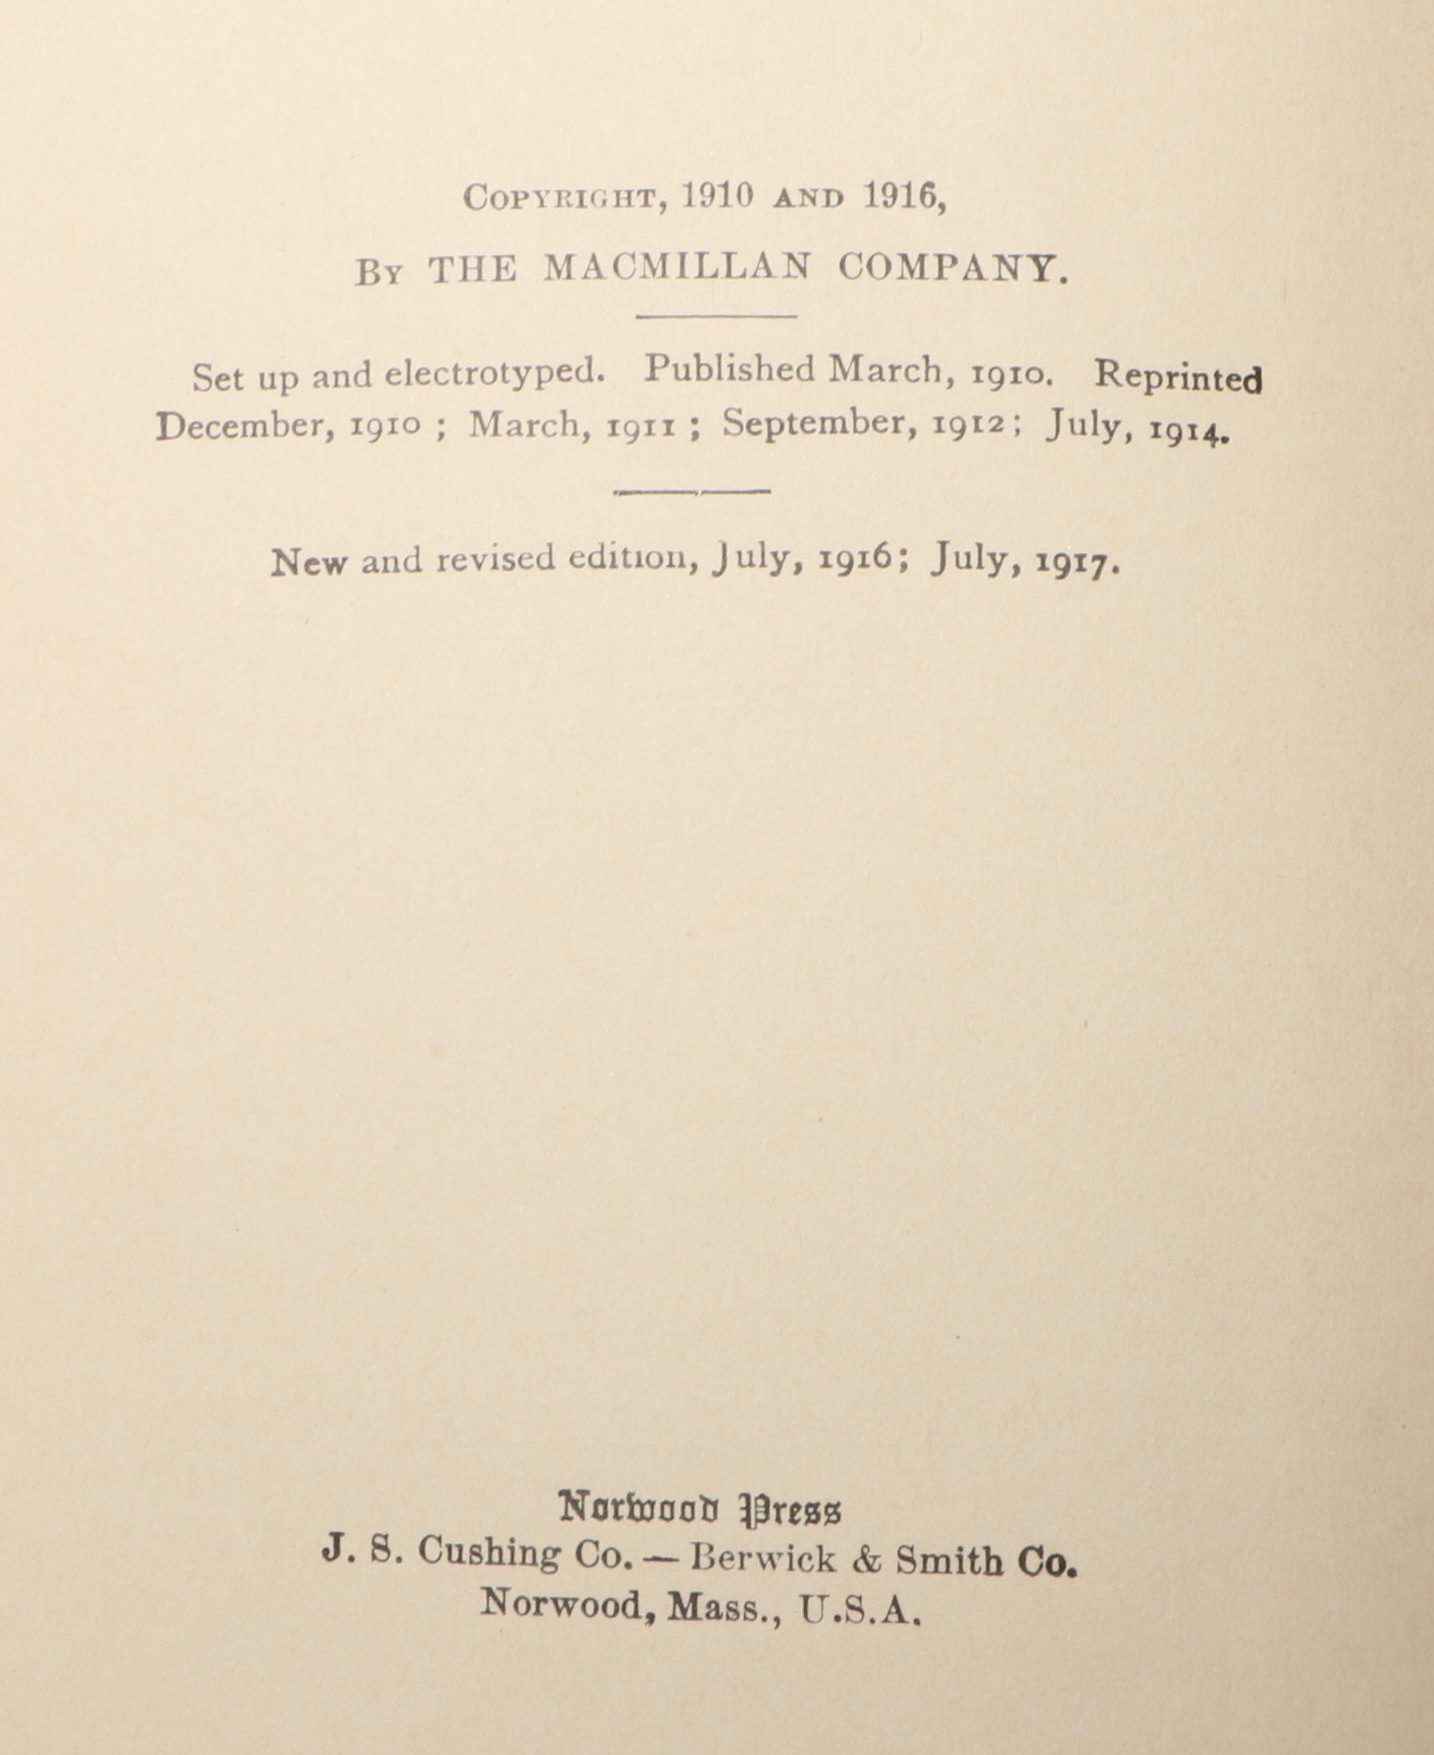 Copyright, 1910 and 1916,
By THE MACMILLAN COMPANY.
Set up and electrotyped. Published March, 1910. Reprinted
December, 1910 ; March, 1911 ; September, 1912; July, 1914.
New and revised edition, July, 1916; July, 1917.
Norwood Press
J. S. Cushing Co. — Berwick & Smith Co.
Norwood, Mass., U.S.A.